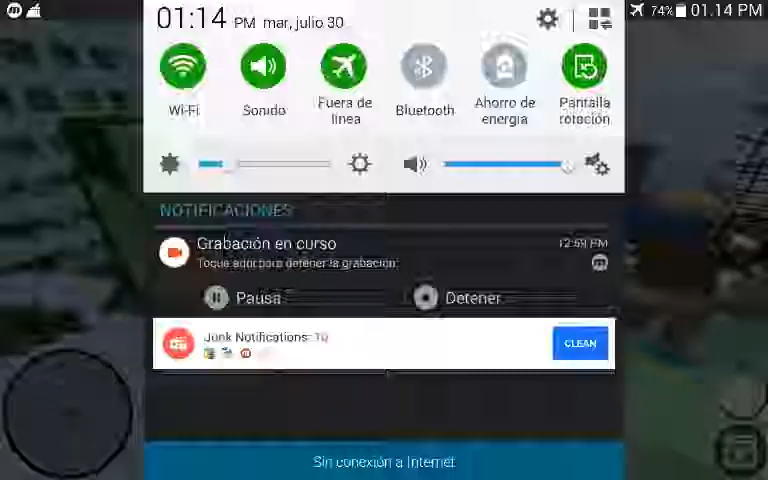 74% 01.14 PM
01:14 PM mar, julio 30
Wi-Fi
Sonido
Fuera de
línea
Bluetooth
Ahorro de
energía
Pantalla
rotación
NOTIFICACIONES
Grabación en curso
12:59 PM
Toque aquí para detener la grabación.
Pausa
Detener
Junk Notifications: 10
CLEAN
Sin conexión a Internet